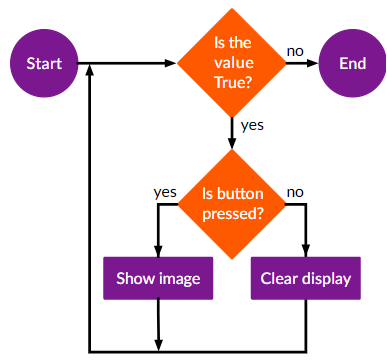 Start
Is the
value
True?
no
End
yes
yes
Is button
pressed?
no
Show image
Clear display